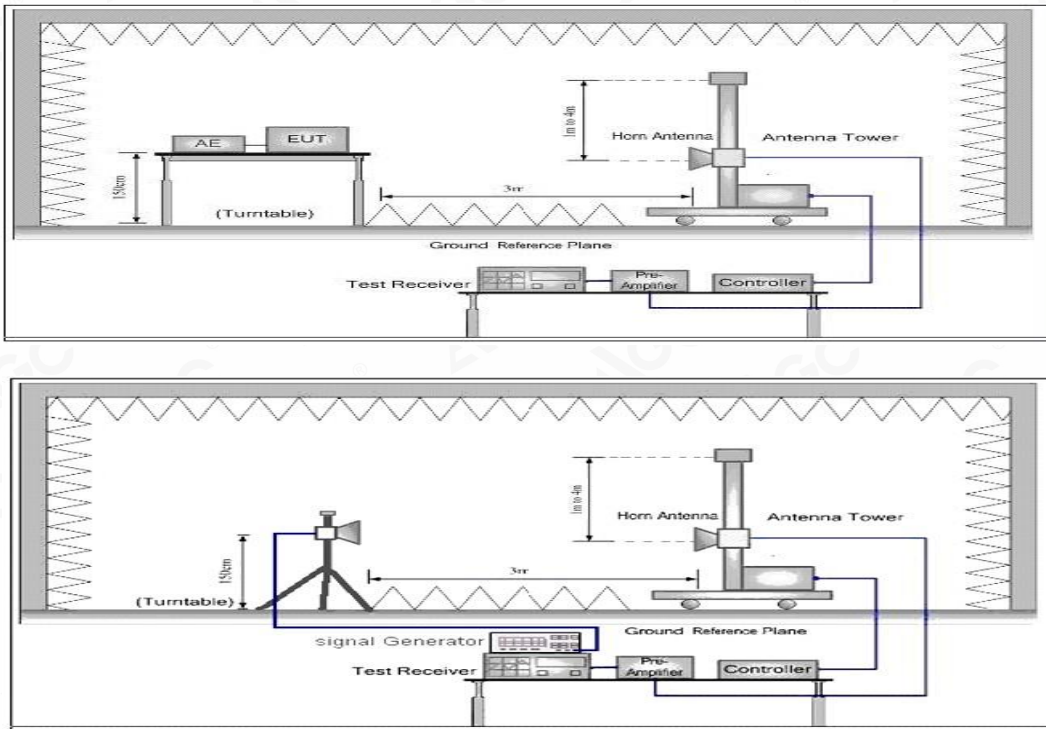 1m to 4m
Horn Antenna
Antenna Tower
AE
EUT
150cm
3m
(Turntable)
Ground Reference Plane
Test Receiver
Pre-
Amplifier
Controller
1m to 4m
Horn Antenna
Antenna Tower
150cm
3m
(Turntable)
signal Generator
Ground Reference Plane
Test Receiver
Pre-
Amplifier
Controller